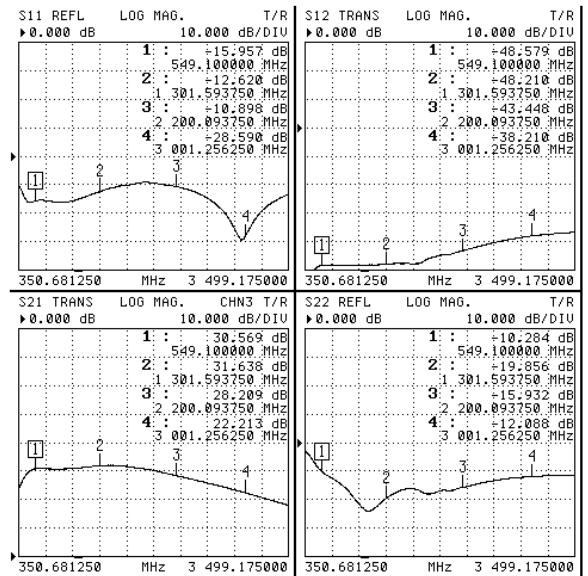 S11 REFL LOG MAG. T/R
▶0.000 dB 10.000 dB/DIV
1 : -15.957 dB
549.100000 MHz
2 : -12.620 dB
1 301.593750 MHz
3 : -10.898 dB
2 200.093750 MHz
4 : -28.590 dB
3 001.256250 MHz
1
2
3
4
350.681250 MHz 3 499.175000
S12 TRANS LOG MAG. T/R
▶0.000 dB 10.000 dB/DIV
1 : -48.579 dB
549.100000 MHz
2 : -48.210 dB
1 301.593750 MHz
3 : -43.448 dB
2 200.093750 MHz
4 : -38.210 dB
3 001.256250 MHz
1
2
3
4
350.681250 MHz 3 499.175000
S21 TRANS LOG MAG. CHN3 T/R
▶0.000 dB 10.000 dB/DIV
1 : 30.569 dB
549.100000 MHz
2 : 31.638 dB
1 301.593750 MHz
3 : 28.209 dB
2 200.093750 MHz
4 : 22.213 dB
3 001.256250 MHz
1
2
3
4
350.681250 MHz 3 499.175000
S22 REFL LOG MAG. T/R
▶0.000 dB 10.000 dB/DIV
1 : -10.284 dB
549.100000 MHz
2 : -19.856 dB
1 301.593750 MHz
3 : -15.932 dB
2 200.093750 MHz
4 : -12.088 dB
3 001.256250 MHz
1
2
3
4
350.681250 MHz 3 499.175000